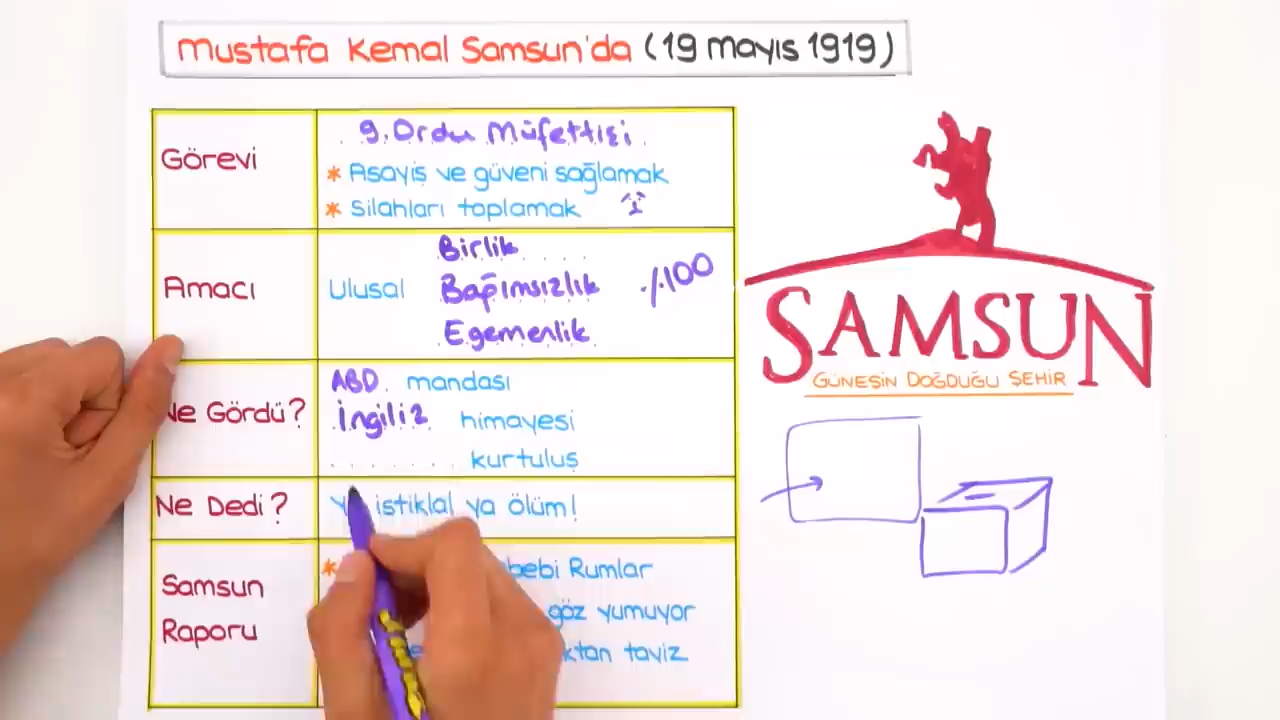 Mustafa Kemal Samsun'da (19 Mayıs 1919)
Görevi
9. Ordu Müfettişi
* Asayiş ve güveni sağlamak
* Silahları toplamak
Amacı
Ulusal
Birlik
Bağımsızlık
Egemenlik
%100
Ne Gördü?
ABD mandası
İngiliz himayesi
kurtuluş
Ne Dedi?
istiklal ya ölüm!
Samsun
Raporu
* Rumlar
göz yumuyor
taviz
SAMSUN
GÜNEŞİN DOĞDUĞU ŞEHİR